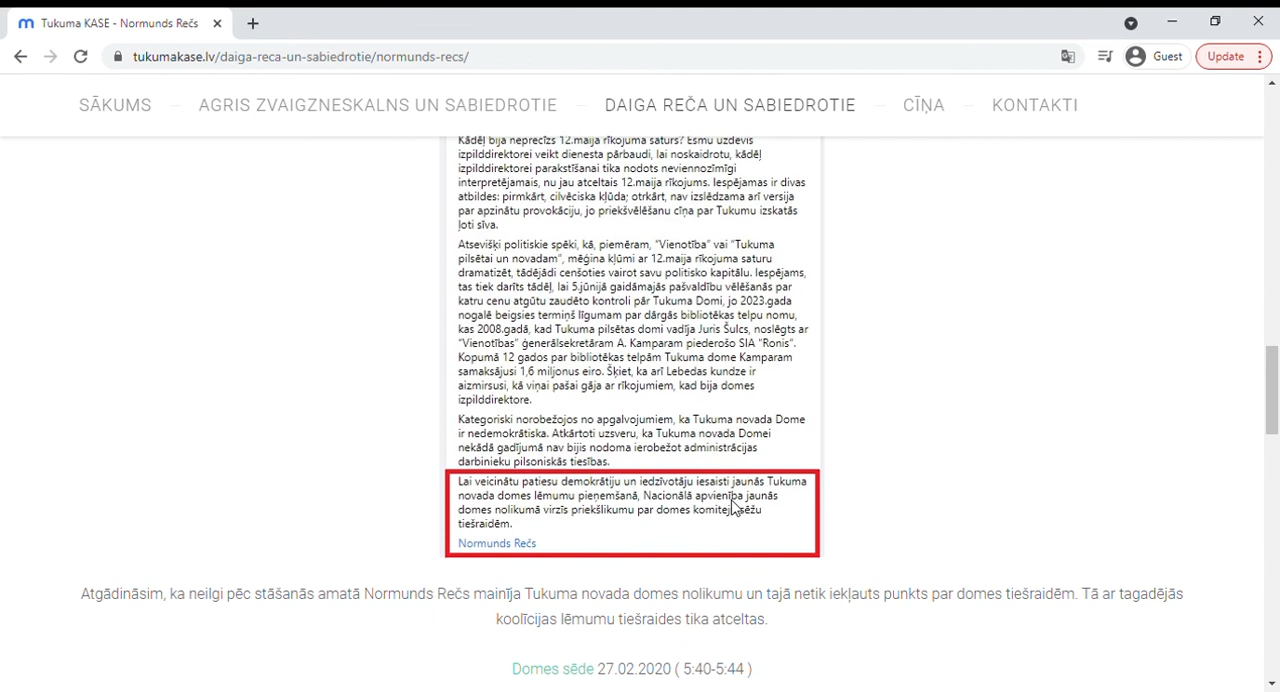 Tukuma KASE - Normunds Rečs
tukumakase.lv/daiga-reca-un-sabiedrotie/normunds-recs/
Guest
Update
SĀKUMS
AGRIS ZVAIGZNESKALNS UN SABIEDROTIE
DAIGA REČA UN SABIEDROTIE
CĪŅA
KONTAKTI
Kādēļ bija neprecīzs 12.maija rīkojuma saturs? Esmu uzdevis
izpilddirektorei veikt dienesta pārbaudi, lai noskaidrotu, kādēļ
izpilddirektorei parakstīšanai tika nodots neviennozīmīgi
interpretējamais, nu jau atceltais 12.maija rīkojums. Iespējamas ir divas
atbildes: pirmkārt, cilvēciska kļūda; otrkārt, nav izslēdzama arī versija
par apzinātu provokāciju, jo priekšvēlēšanu cīņa par Tukumu izskatās
ļoti sīva.
Atsevišķi politiskie spēki, kā, piemēram, "Vienotība" vai "Tukuma
pilsētai un novadam", mēģina kļūmi ar 12.maija rīkojuma saturu
dramatizēt, tādējādi cenšoties vairot savu politisko kapitālu. Iespējams,
tas tiek darīts tādēļ, lai 5.jūnijā gaidāmajās pašvaldību vēlēšanās par
katru cenu atgūtu zaudēto kontroli pār Tukuma Domi, jo 2023.gada
nogalē beigsies termiņš līgumam par dārgās bibliotēkas telpu nomu,
kas 2008.gadā, kad Tukuma pilsētas domi vadīja Juris Šulcs, noslēgts ar
"Vienotības" ģenerālsekretāram A. Kamparam piederošo SIA "Ronis".
Kopumā 12 gados par bibliotēkas telpām Tukuma dome Kamparam
samaksājusi 1,6 miljonus eiro. Šķiet, ka arī Lebedas kundze ir
aizmirsusi, kā viņai pašai gāja ar rīkojumiem, kad bija domes
izpilddirektore.
Kategoriski norobežojos no apgalvojumiem, ka Tukuma novada Dome
ir nedemokrātiska. Atkārtoti uzsveru, ka Tukuma novada Domei
nekādā gadījumā nav bijis nodoma ierobežot administrācijas
darbinieku pilsoniskās tiesības.
Lai veicinātu patiesu demokrātiju un iedzīvotāju iesaisti jaunās Tukuma
novada domes lēmumu pieņemšanā, Nacionālā apvienība jaunās
domes nolikumā virzīs priekšlikumu par domes komiteju sēžu
tiešraidēm.
Normunds Rečs
Atgādināsim, ka neilgi pēc stāšanās amatā Normunds Rečs mainīja Tukuma novada domes nolikumu un tajā netik iekļauts punkts par domes tiešraidēm. Tā ar tagadējās
koolīcijas lēmumu tiešraides tika atceltas.
Domes sēde 27.02.2020 ( 5:40-5:44 )